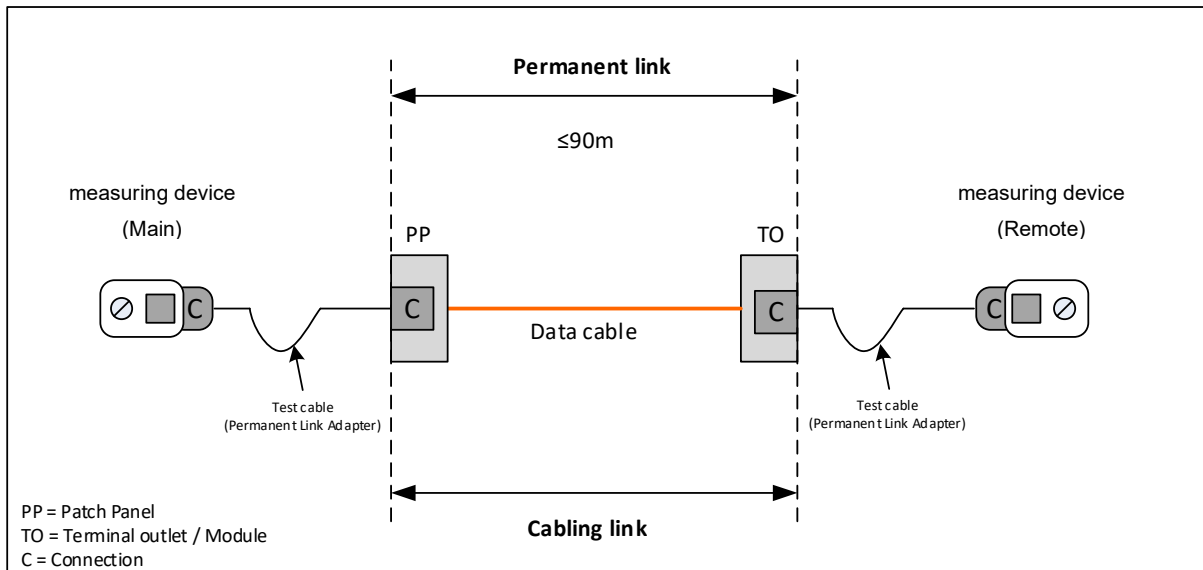 Permanent link
≤90m
measuring device
(Main)
measuring device
(Remote)
PP
TO
C
C
C
C
Data cable
Test cable
(Permanent Link Adapter)
Test cable
(Permanent Link Adapter)
Cabling link
PP = Patch Panel
TO = Terminal outlet / Module
C = Connection